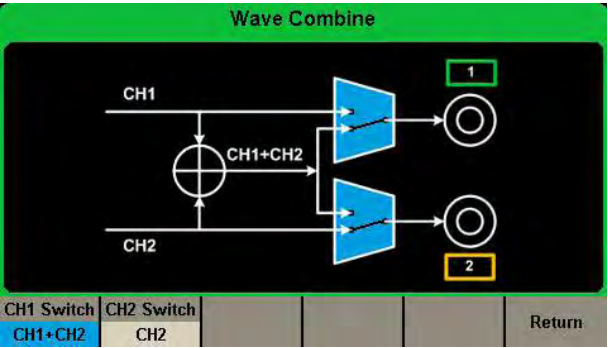 Wave Combine
1
CH1
CH1+CH2
CH2
2
CH1 Switch CH2 Switch
CH1+CH2 CH2 Return